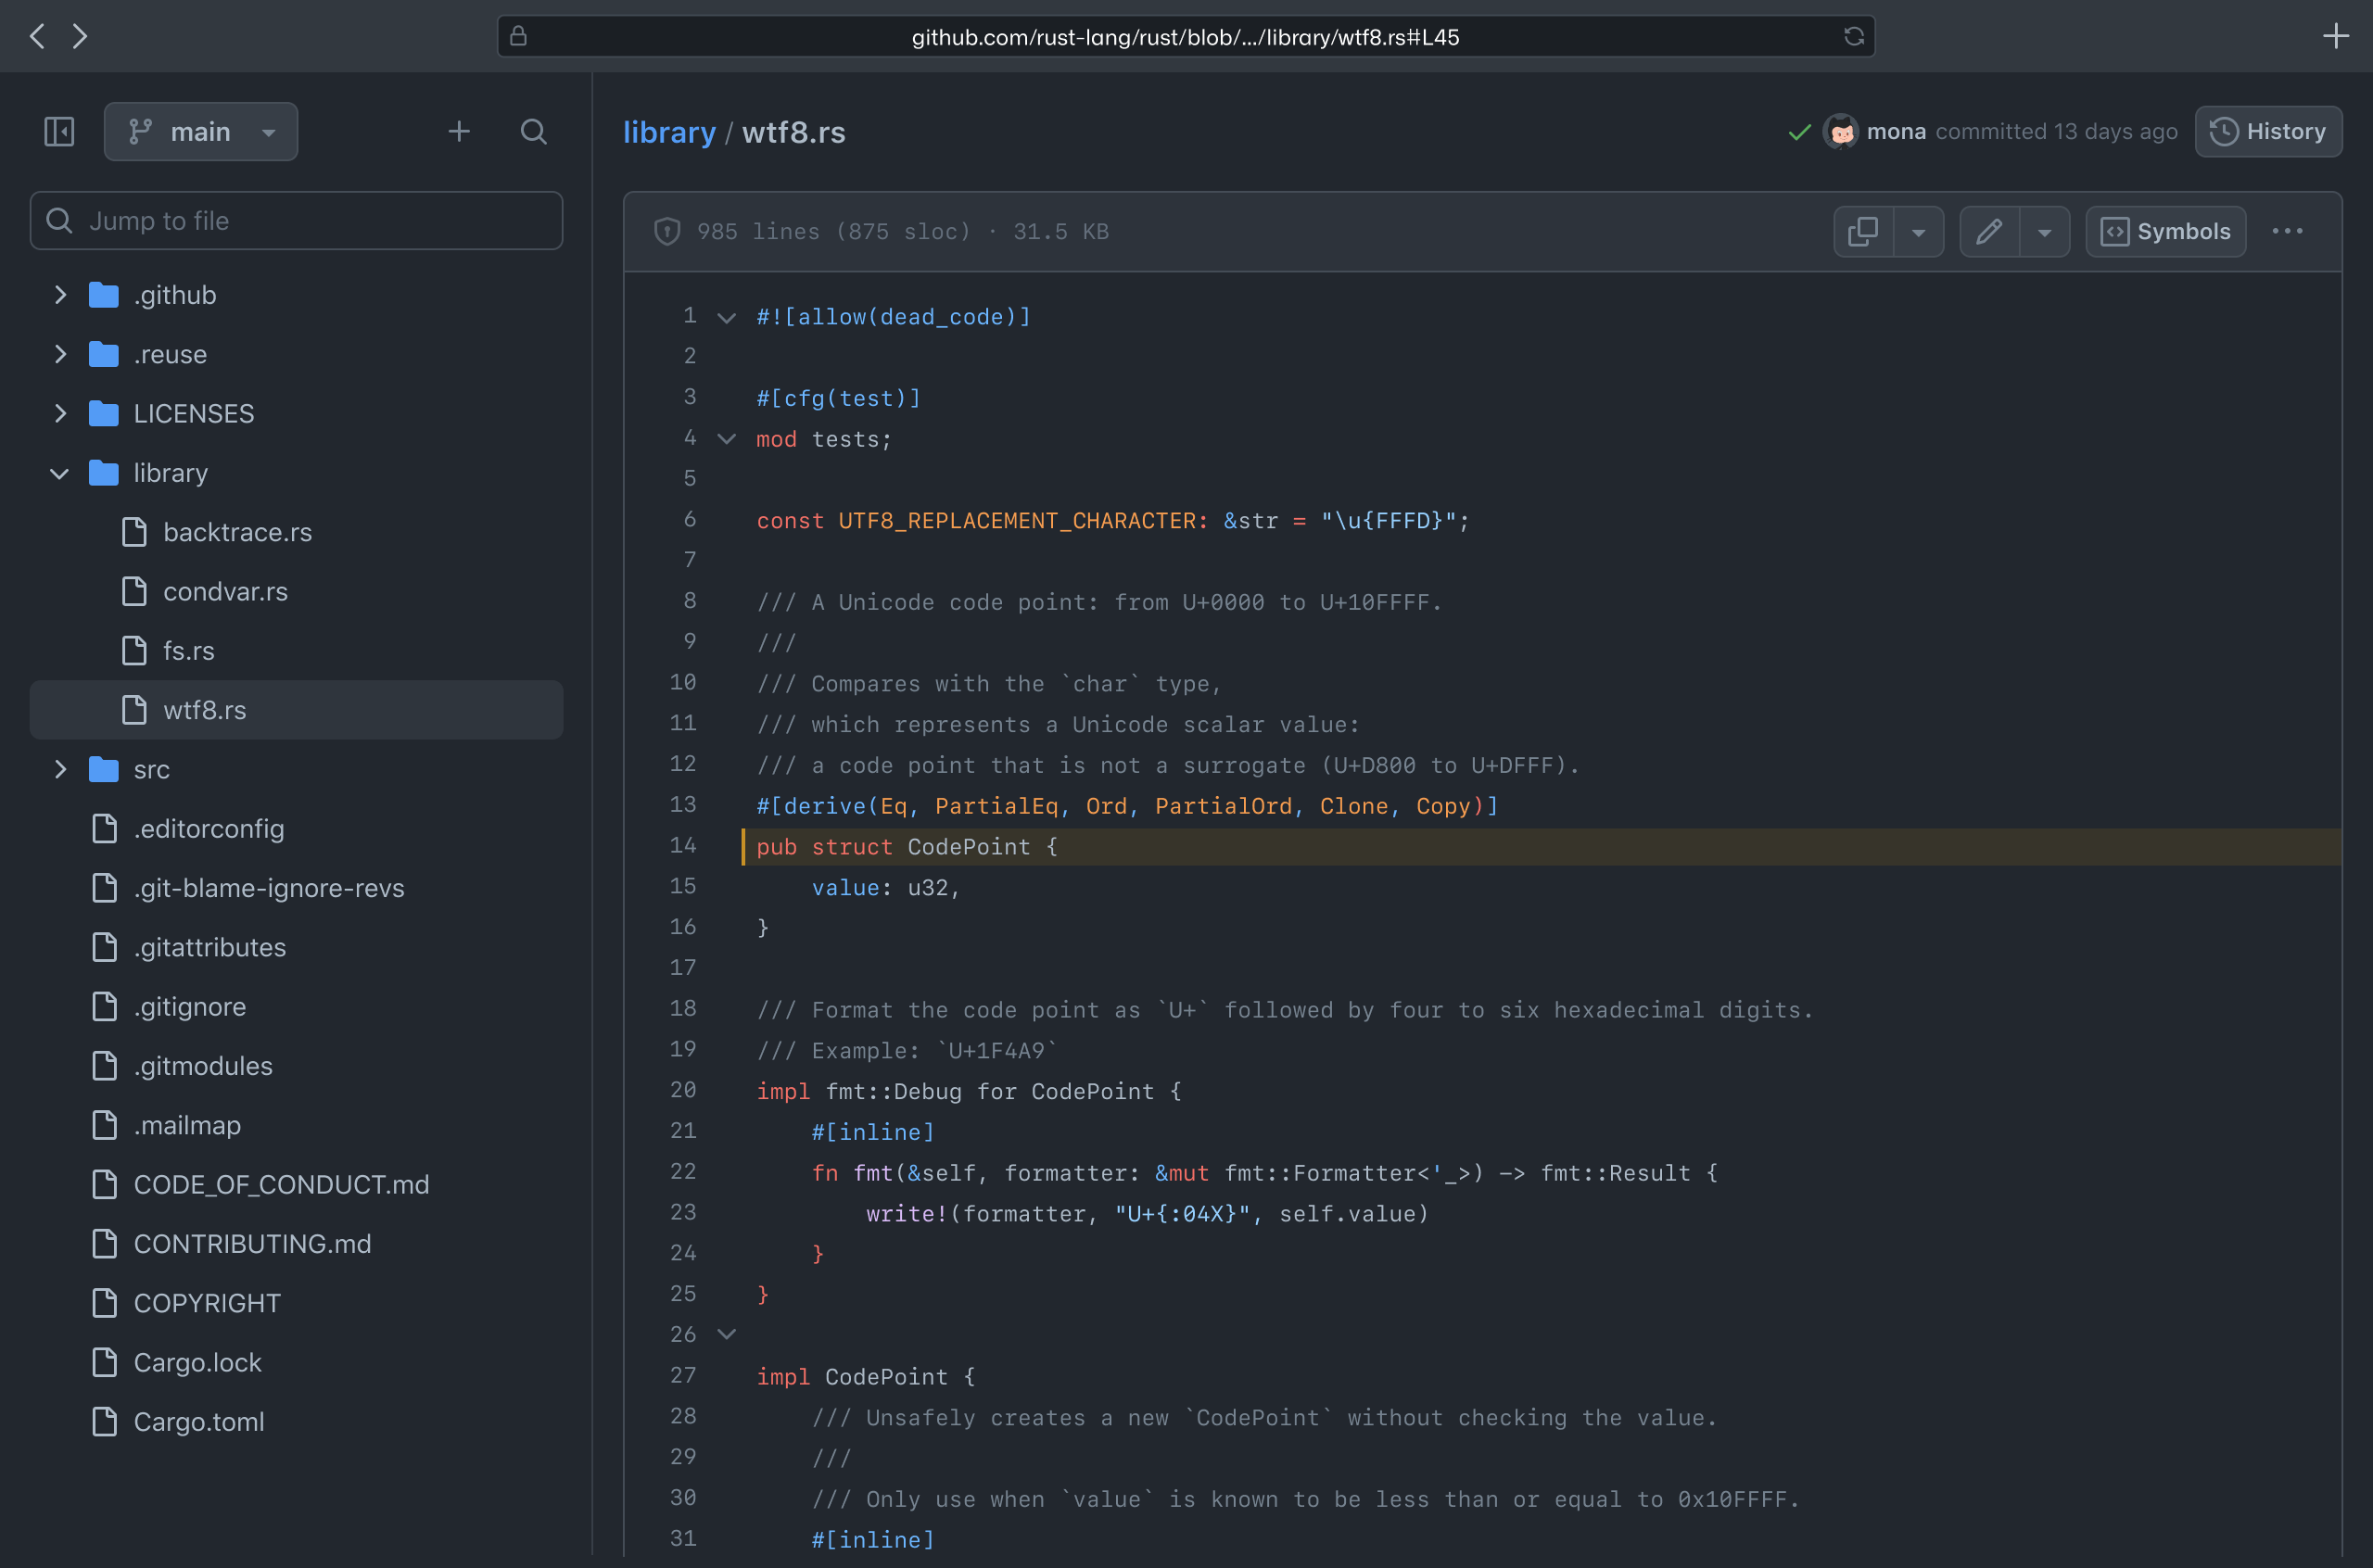 github.com/rust-lang/rust/blob/.../library/wtf8.rs#L45
main
Jump to file
.github
.reuse
LICENSES
library
backtrace.rs
condvar.rs
fs.rs
wtf8.rs
src
.editorconfig
.git-blame-ignore-revs
.gitattributes
.gitignore
.gitmodules
.mailmap
CODE_OF_CONDUCT.md
CONTRIBUTING.md
COPYRIGHT
Cargo.lock
Cargo.toml
library / wtf8.rs
mona committed 13 days ago
History
985 lines (875 sloc) · 31.5 KB
Symbols
1 #![allow(dead_code)]
2
3 #[cfg(test)]
4 mod tests;
5
6 const UTF8_REPLACEMENT_CHARACTER: &str = "\u{FFFD}";
7
8 /// A Unicode code point: from U+0000 to U+10FFFF.
9 ///
10 /// Compares with the `char` type,
11 /// which represents a Unicode scalar value:
12 /// a code point that is not a surrogate (U+D800 to U+DFFF).
13 #[derive(Eq, PartialEq, Ord, PartialOrd, Clone, Copy)]
14 pub struct CodePoint {
15     value: u32,
16 }
17
18 /// Format the code point as `U+` followed by four to six hexadecimal digits.
19 /// Example: `U+1F4A9`
20 impl fmt::Debug for CodePoint {
21     #[inline]
22     fn fmt(&self, formatter: &mut fmt::Formatter<'_>) -> fmt::Result {
23         write!(formatter, "U+{:04X}", self.value)
24     }
25 }
26
27 impl CodePoint {
28     /// Unsafely creates a new `CodePoint` without checking the value.
29     ///
30     /// Only use when `value` is known to be less than or equal to 0x10FFFF.
31     #[inline]